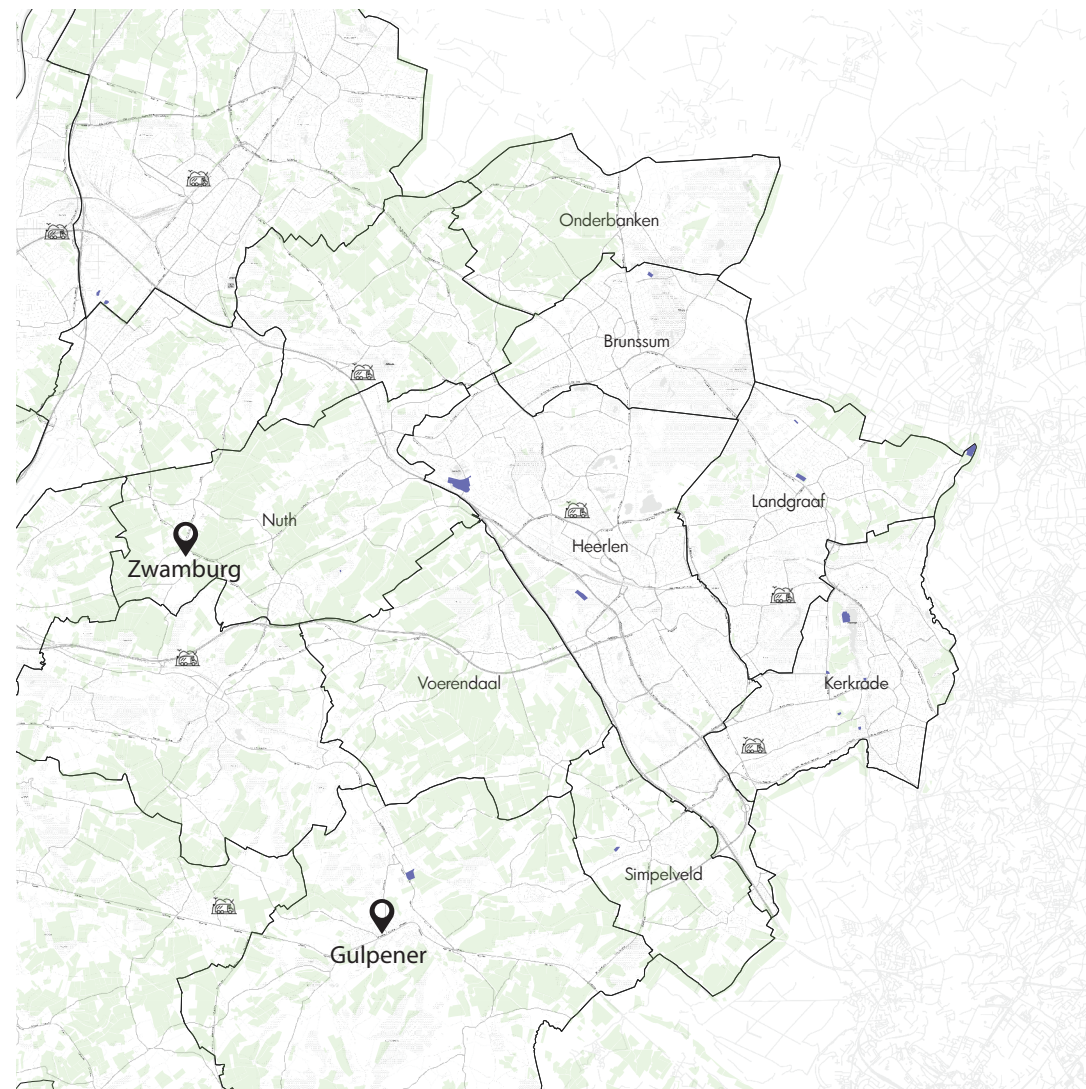 Onderbanken
Brunssum
Landgraaf
Nuth
Heerlen
Zwamburg
Voerendaal
Kerkrade
Simpelveld
Gulpener